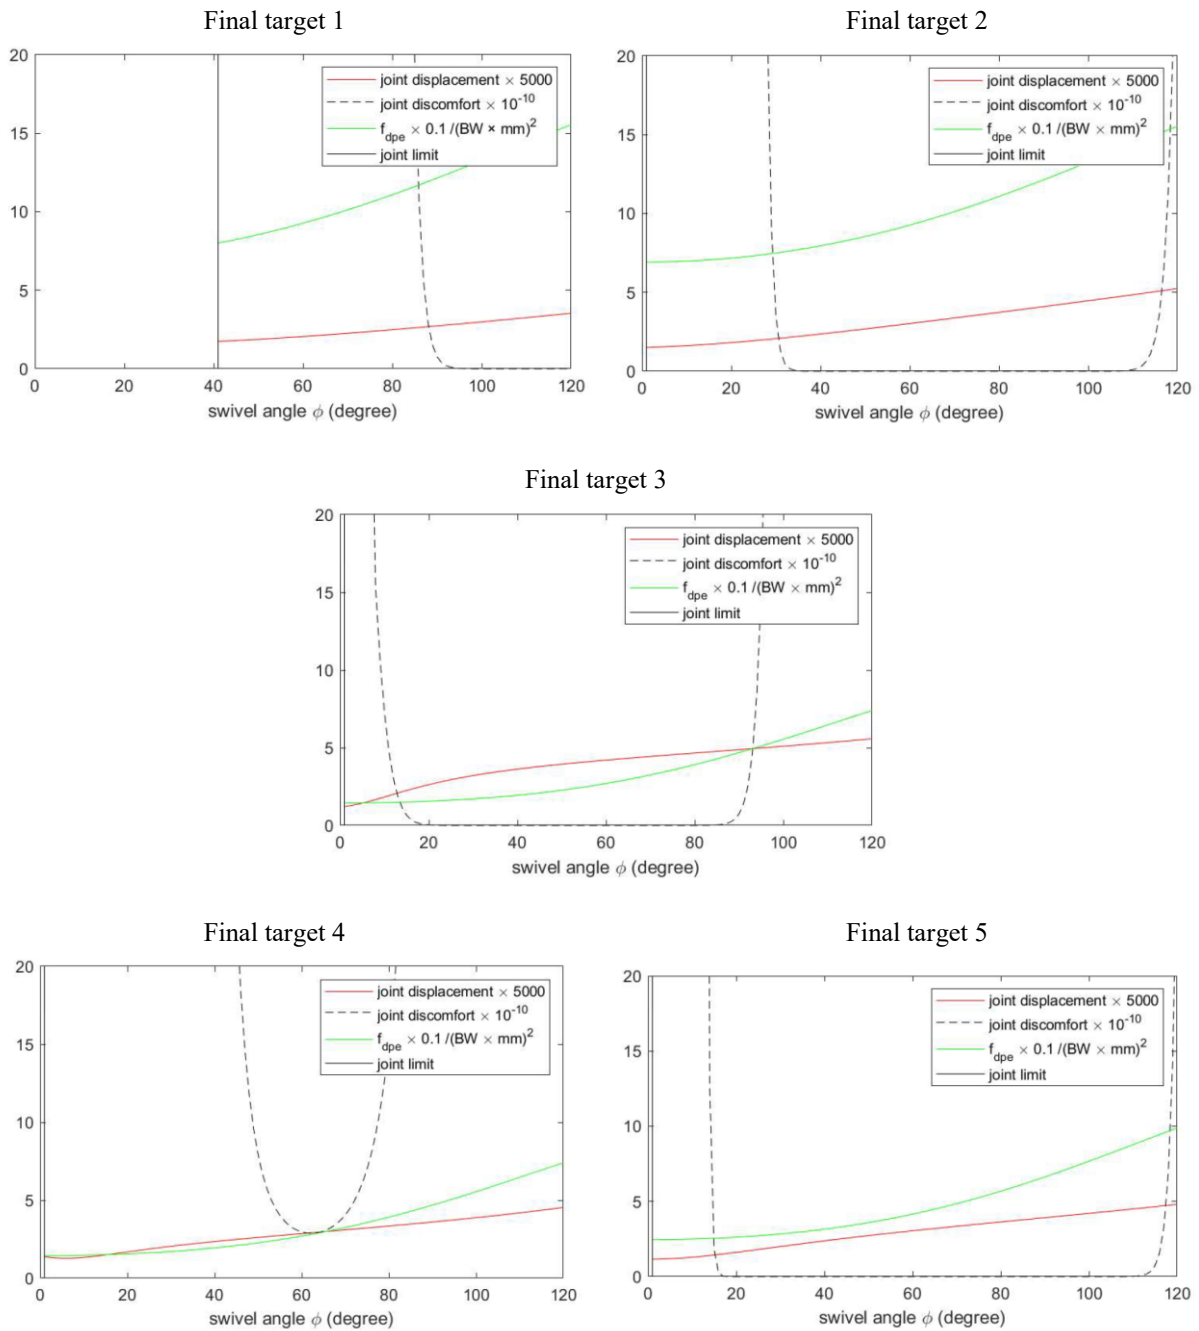 Final target 1
20
15
10
5
0
joint displacement × 5000
joint discomfort × 10⁻¹⁰
f_dpe × 0.1 /(BW × mm)²
joint limit
0 20 40 60 80 100 120
swivel angle ϕ (degree)
Final target 2
20
15
10
5
0
joint displacement × 5000
joint discomfort × 10⁻¹⁰
f_dpe × 0.1 /(BW × mm)²
joint limit
0 20 40 60 80 100 120
swivel angle ϕ (degree)
Final target 3
20
15
10
5
0
joint displacement × 5000
joint discomfort × 10⁻¹⁰
f_dpe × 0.1 /(BW × mm)²
joint limit
0 20 40 60 80 100 120
swivel angle ϕ (degree)
Final target 4
20
15
10
5
0
joint displacement × 5000
joint discomfort × 10⁻¹⁰
f_dpe × 0.1 /(BW × mm)²
joint limit
0 20 40 60 80 100 120
swivel angle ϕ (degree)
Final target 5
20
15
10
5
0
joint displacement × 5000
joint discomfort × 10⁻¹⁰
f_dpe × 0.1 /(BW × mm)²
joint limit
0 20 40 60 80 100 120
swivel angle ϕ (degree)